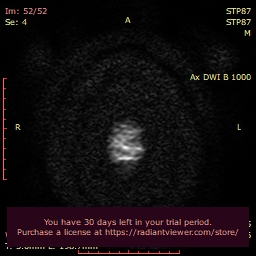 Im: 52/52
Se: 4
A
STP87
STP87
M
Ax DWI B 1000
R
L
You have 30 days left in your trial period.
Purchase a license at https://radiantviewer.com/store/